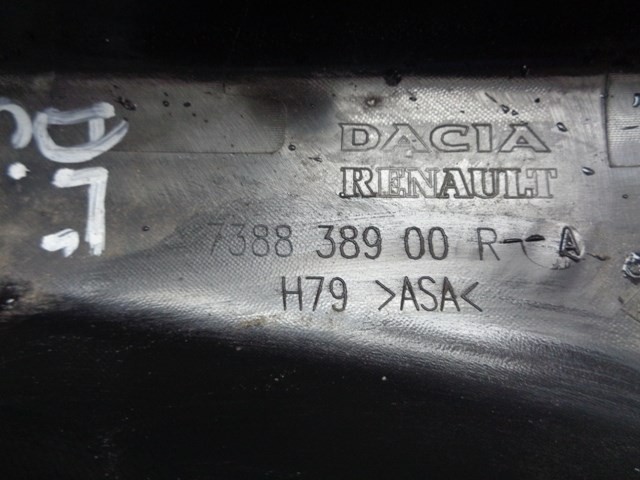 DACIA
RENAULT
7388 389 00 R--A
H79 >ASA<